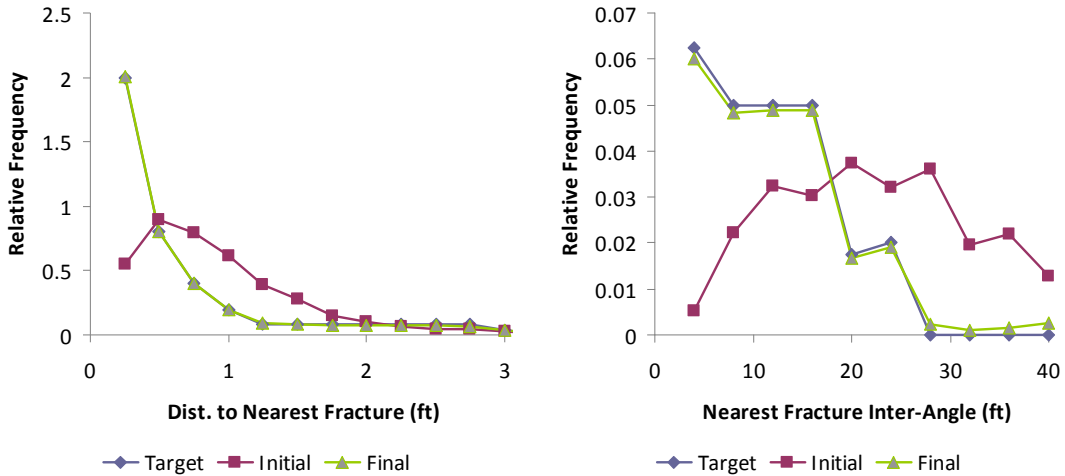 2.5
2
1.5
1
0.5
0
Relative Frequency
0 1 2 3
Dist. to Nearest Fracture (ft)
Target Initial Final
0.07
0.06
0.05
0.04
0.03
0.02
0.01
0
Relative Frequency
0 10 20 30 40
Nearest Fracture Inter-Angle (ft)
Target Initial Final